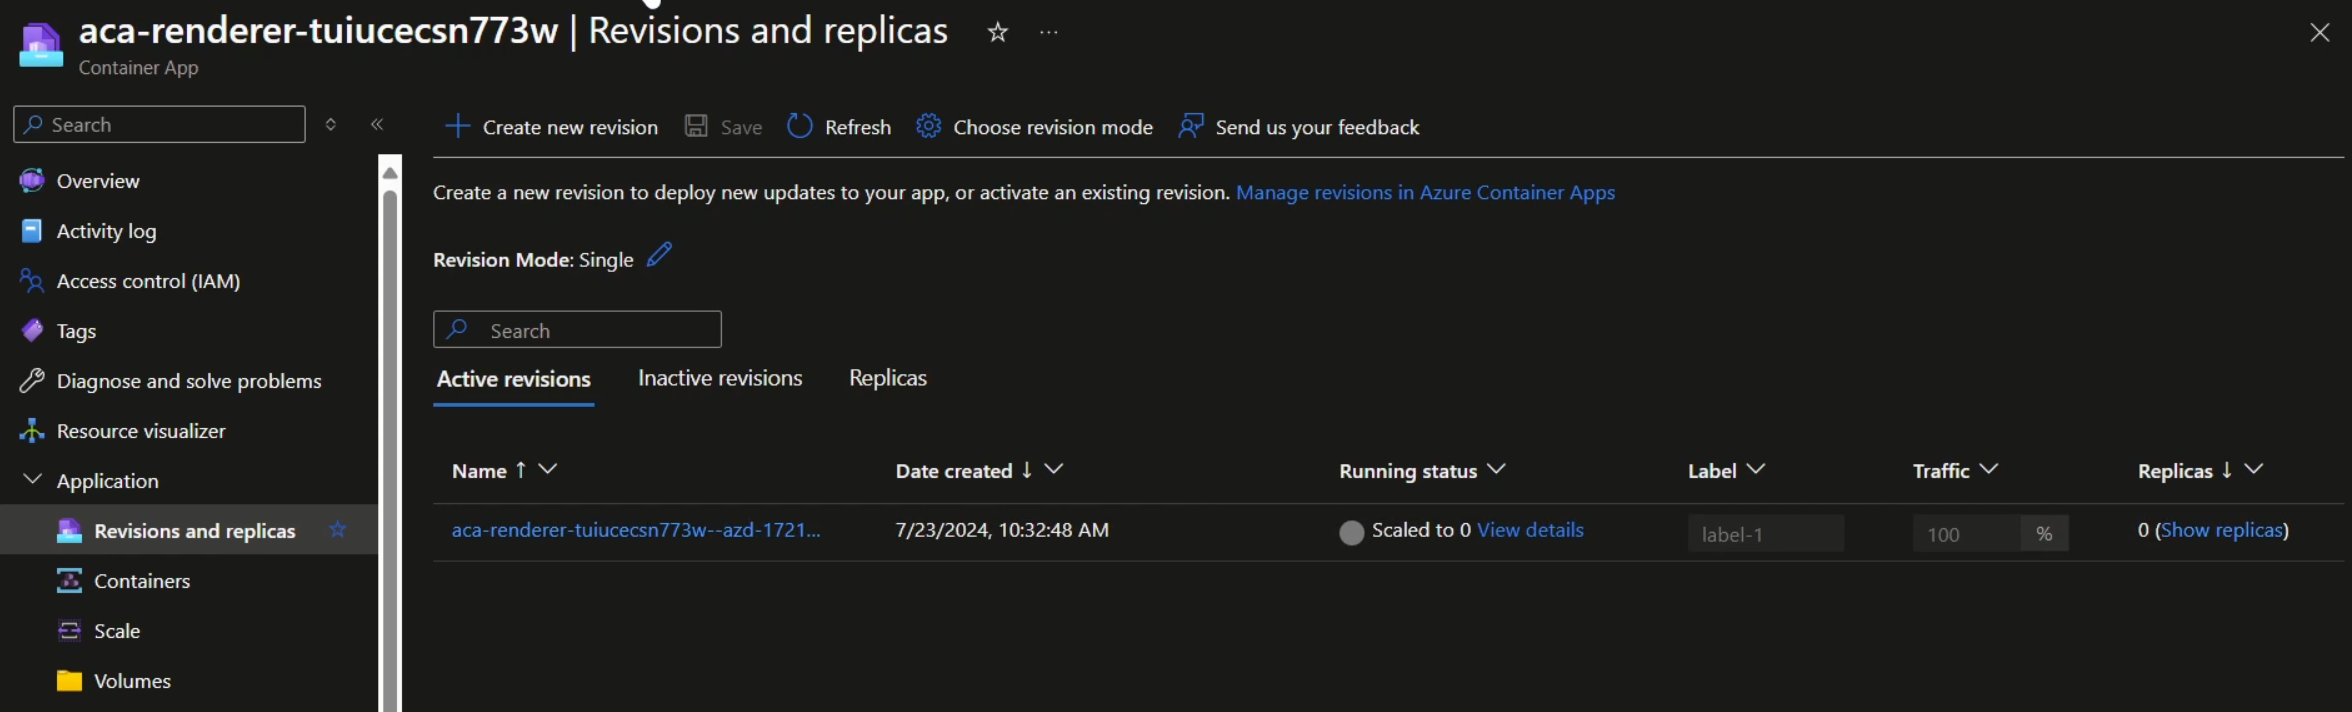 aca-renderer-tuiucecsn773w | Revisions and replicas
Container App
Search
Create new revision Save Refresh Choose revision mode Send us your feedback
Overview
Activity log
Access control (IAM)
Tags
Diagnose and solve problems
Resource visualizer
Application
Revisions and replicas
Containers
Scale
Volumes
Create a new revision to deploy new updates to your app, or activate an existing revision. Manage revisions in Azure Container Apps
Revision Mode: Single
Search
Active revisions Inactive revisions Replicas
Name Date created Running status Label Traffic Replicas
aca-renderer-tuiucecsn773w--azd-1721... 7/23/2024, 10:32:48 AM Scaled to 0 View details label-1 100 % 0 (Show replicas)